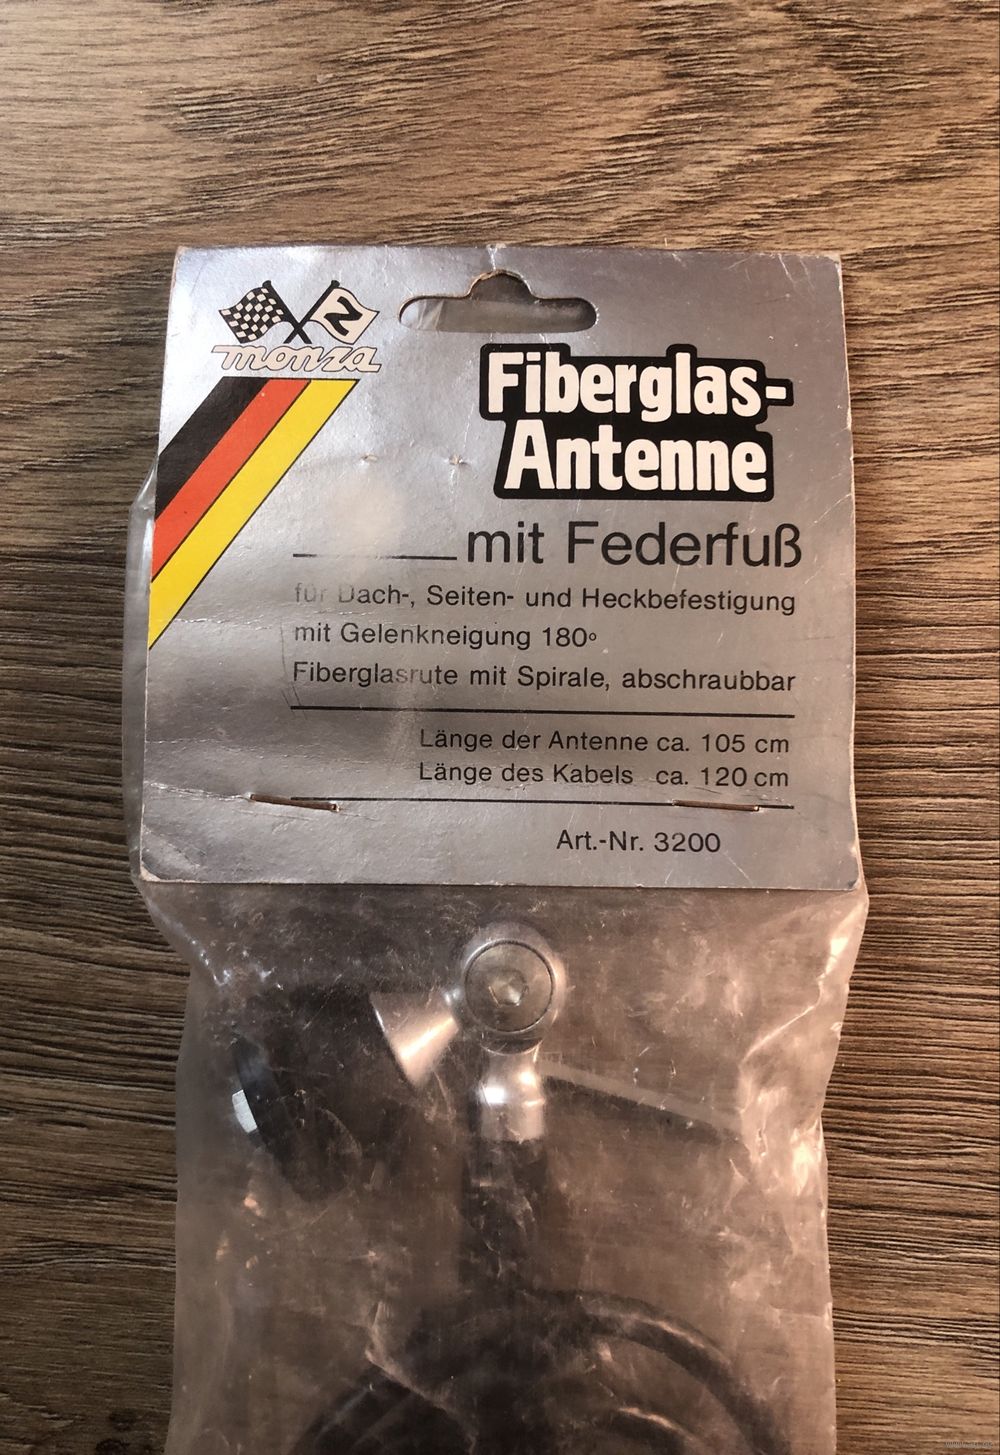 monza
Fiberglas-
Antenne
mit Federfuß
für Dach-, Seiten- und Heckbefestigung
mit Gelenkneigung 180°
Fiberglasrute mit Spirale, abschraubbar
Länge der Antenne ca. 105 cm
Länge des Kabels ca. 120 cm
Art.-Nr. 3200